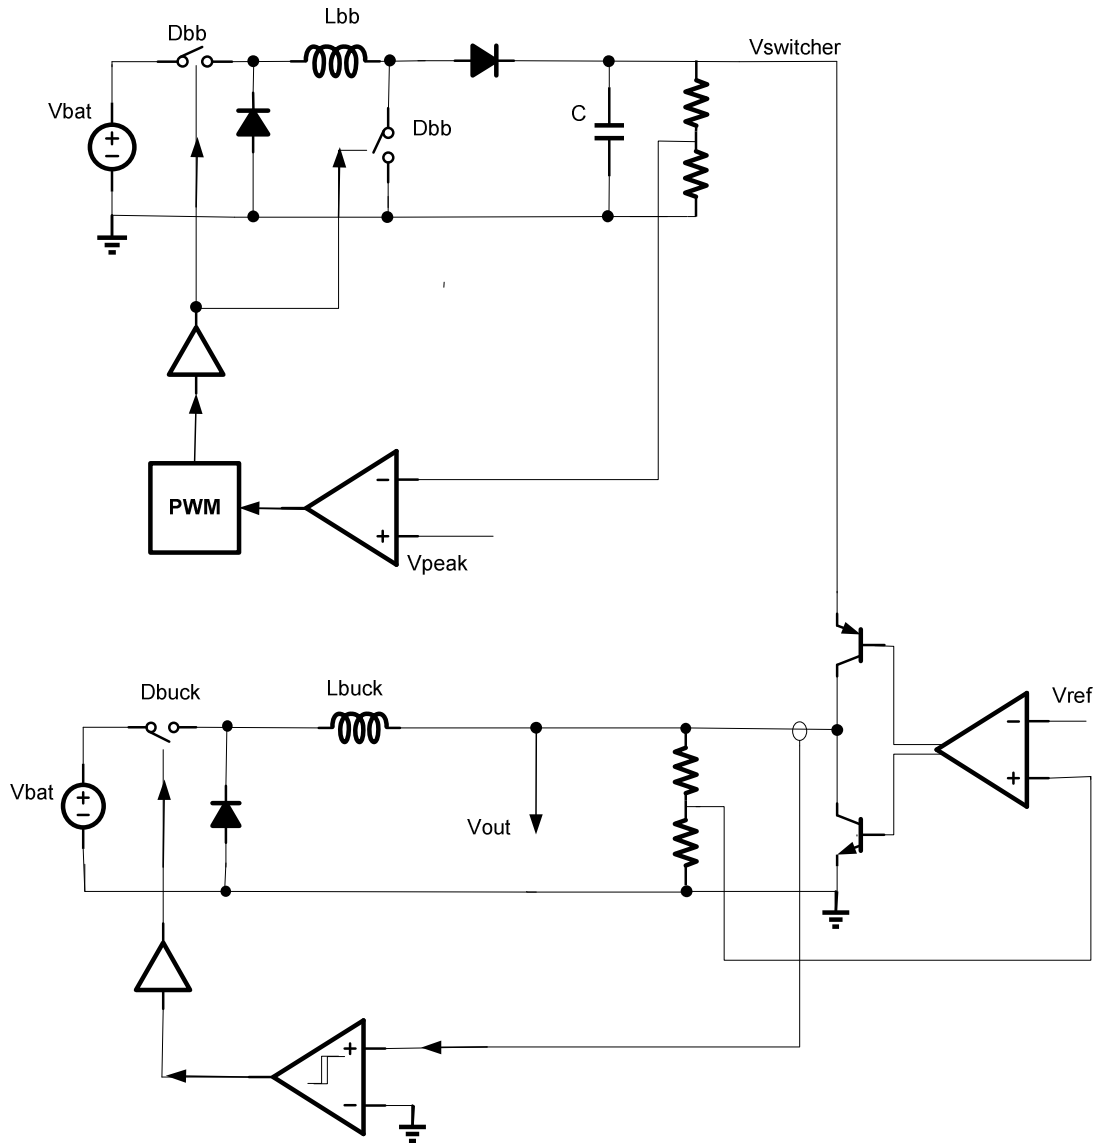 Lbb
Dbb
Vswitcher
Vbat
+
−
C
Dbb
PWM
−
+
Vpeak
Dbuck
Lbuck
Vref
−
Vbat
+
−
+
Vout
+
−